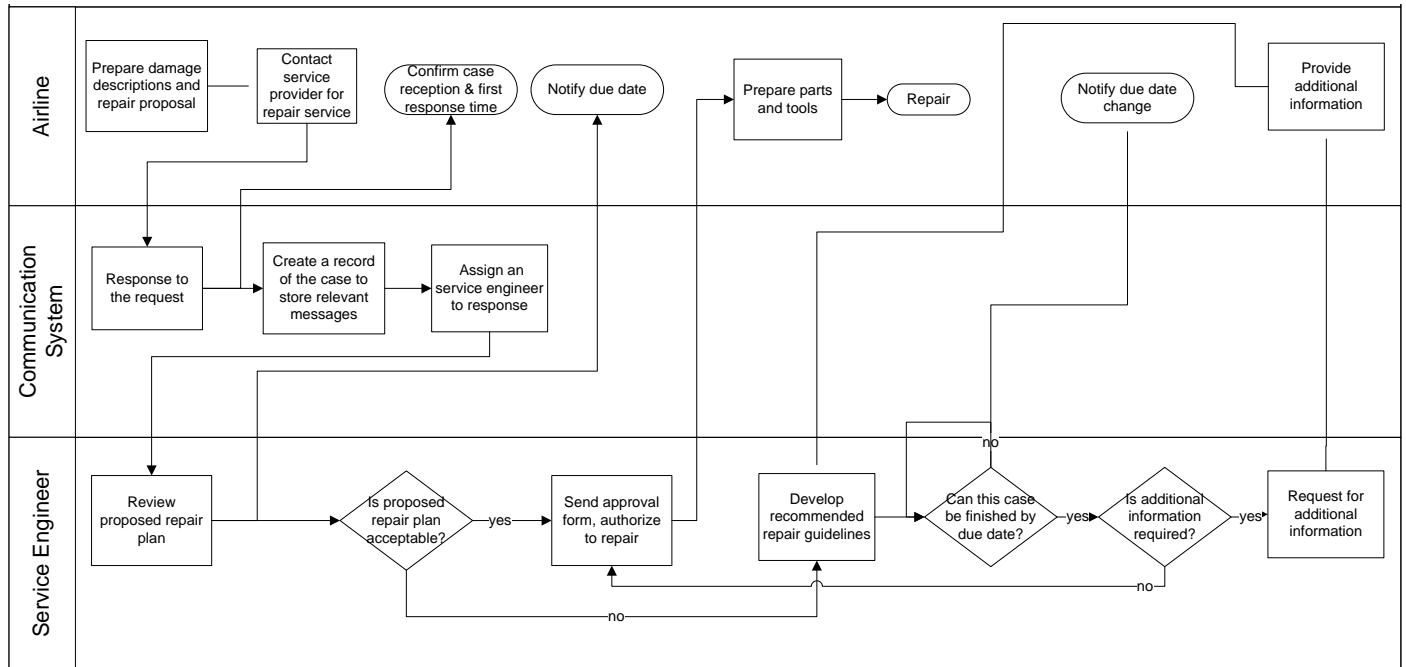 Airline
Prepare damage
descriptions and
repair proposal
Contact
service
provider for
repair service
Confirm case
reception & first
response time
Notify due date
Prepare parts
and tools
Repair
Notify due date
change
Provide
additional
information
Communication
System
Response to
the request
Create a record
of the case to
store relevant
messages
Assign an
service engineer
to response
Service Engineer
Review
proposed repair
plan
Is proposed
repair plan
acceptable?
yes
no
Send approval
form, authorize
to repair
Develop
recommended
repair guidelines
no
Can this case
be finished by
due date?
yes
Is additional
information
required?
yes
no
Request for
additional
information